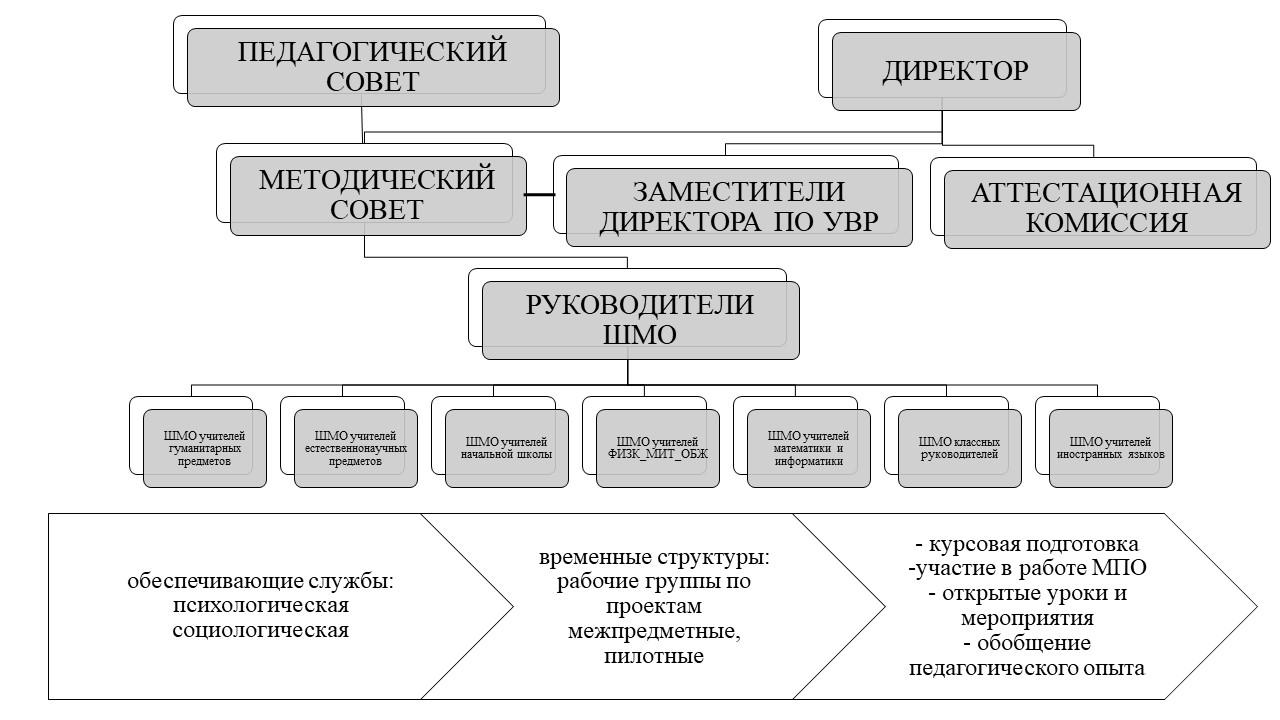 ПЕДАГОГИЧЕСКИЙ
СОВЕТ
ДИРЕКТОР
МЕТОДИЧЕСКИЙ
СОВЕТ
ЗАМЕСТИТЕЛИ
ДИРЕКТОРА ПО УВР
АТТЕСТАЦИОННАЯ
КОМИССИЯ
РУКОВОДИТЕЛИ
ШМО
ШМО учителей
гуманитарных
предметов
ШМО учителей
естественнонаучных
предметов
ШМО учителей
начальной школы
ШМО учителей
ФИЗК_МИТ_ОБЖ
ШМО учителей
математики и
информатики
ШМО классных
руководителей
ШМО учителей
иностранных языков
обеспечивающие службы:
психологическая
социологическая
временные структуры:
рабочие группы по
проектам
межпредметные,
пилотные
- курсовая подготовка
-участие в работе МПО
- открытые уроки и
мероприятия
- обобщение
педагогического опыта